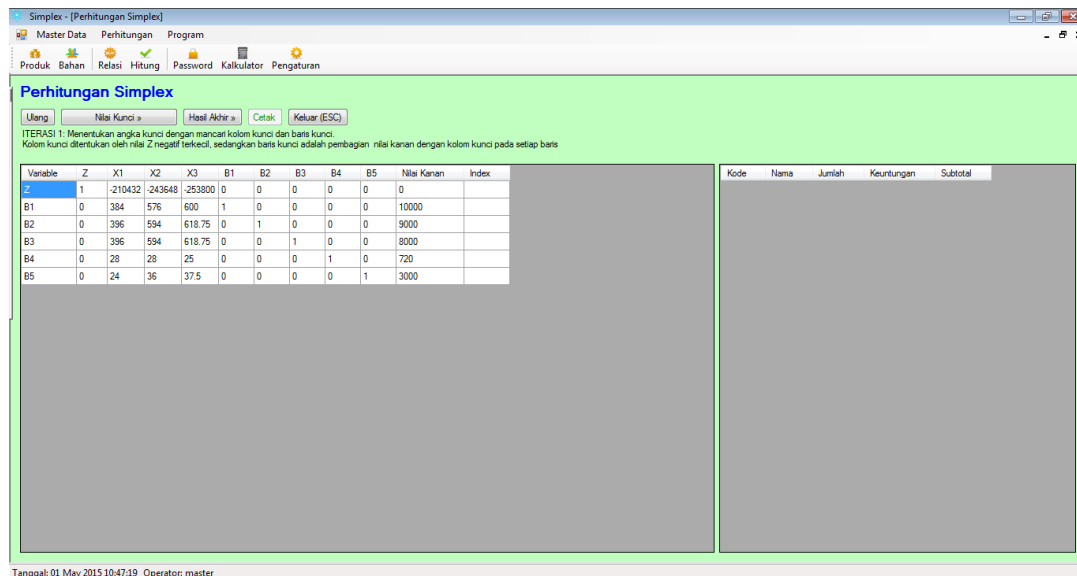 Simplex - [Perhitungan Simplex]
Master Data Perhitungan Program
Produk Bahan Relasi Hitung Password Kalkulator Pengaturan
Perhitungan Simplex
Ulang Nilai Kunci » Hasil Akhir » Cetak Keluar (ESC)
ITERASI 1: Menentukan angka kunci dengan mancari kolom kunci dan baris kunci.
Kolom kunci ditentukan oleh nilai Z negatif terkecil, sedangkan baris kunci adalah pembagian nilai kanan dengan kolom kunci pada setiap baris
Variable Z X1 X2 X3 B1 B2 B3 B4 B5 Nilai Kanan Index
Z 1 -210432 -243648 -253800 0 0 0 0 0 0
B1 0 384 576 600 1 0 0 0 0 10000
B2 0 396 594 618.75 0 1 0 0 0 9000
B3 0 396 594 618.75 0 0 1 0 0 8000
B4 0 28 28 25 0 0 0 1 0 720
B5 0 24 36 37.5 0 0 0 0 1 3000
Kode Nama Jumlah Keuntungan Subtotal
Tanggal: 01 May 2015 10:47:19 Operator: master